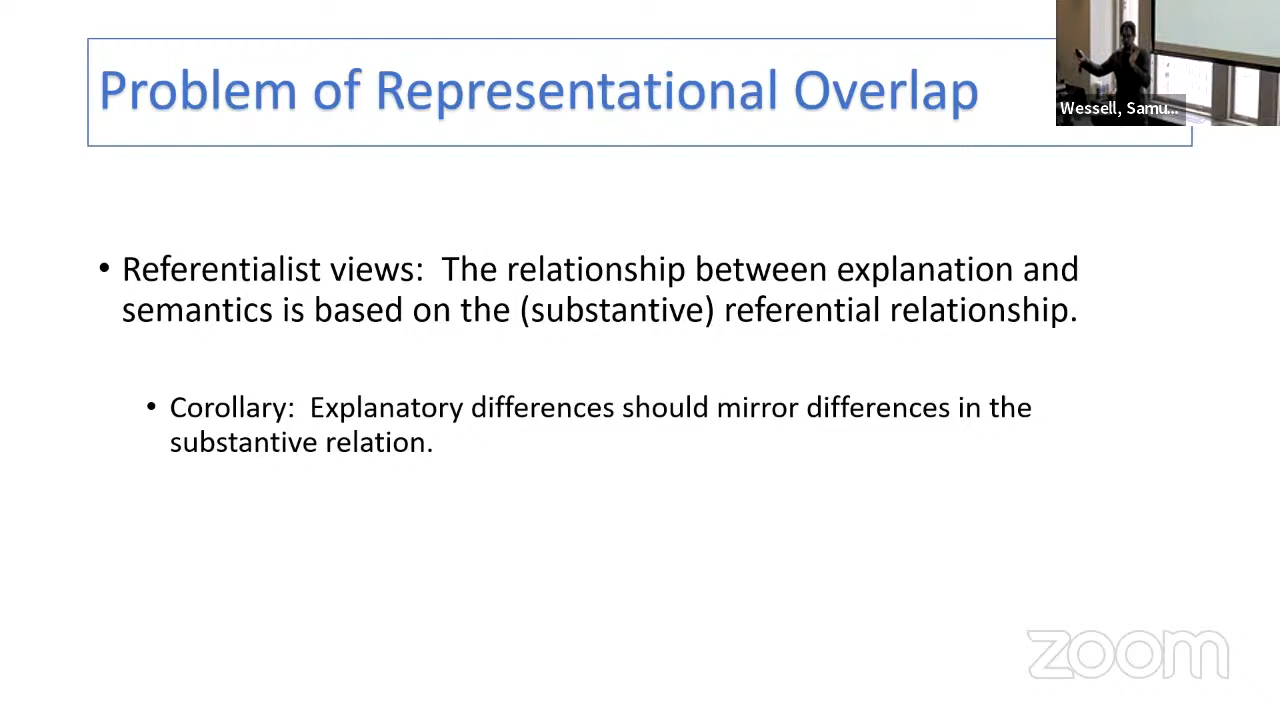 Problem of Representational Overlap
Wessell, Samu...
• Referentialist views: The relationship between explanation and
semantics is based on the (substantive) referential relationship.
• Corollary: Explanatory differences should mirror differences in the
substantive relation.
zoom